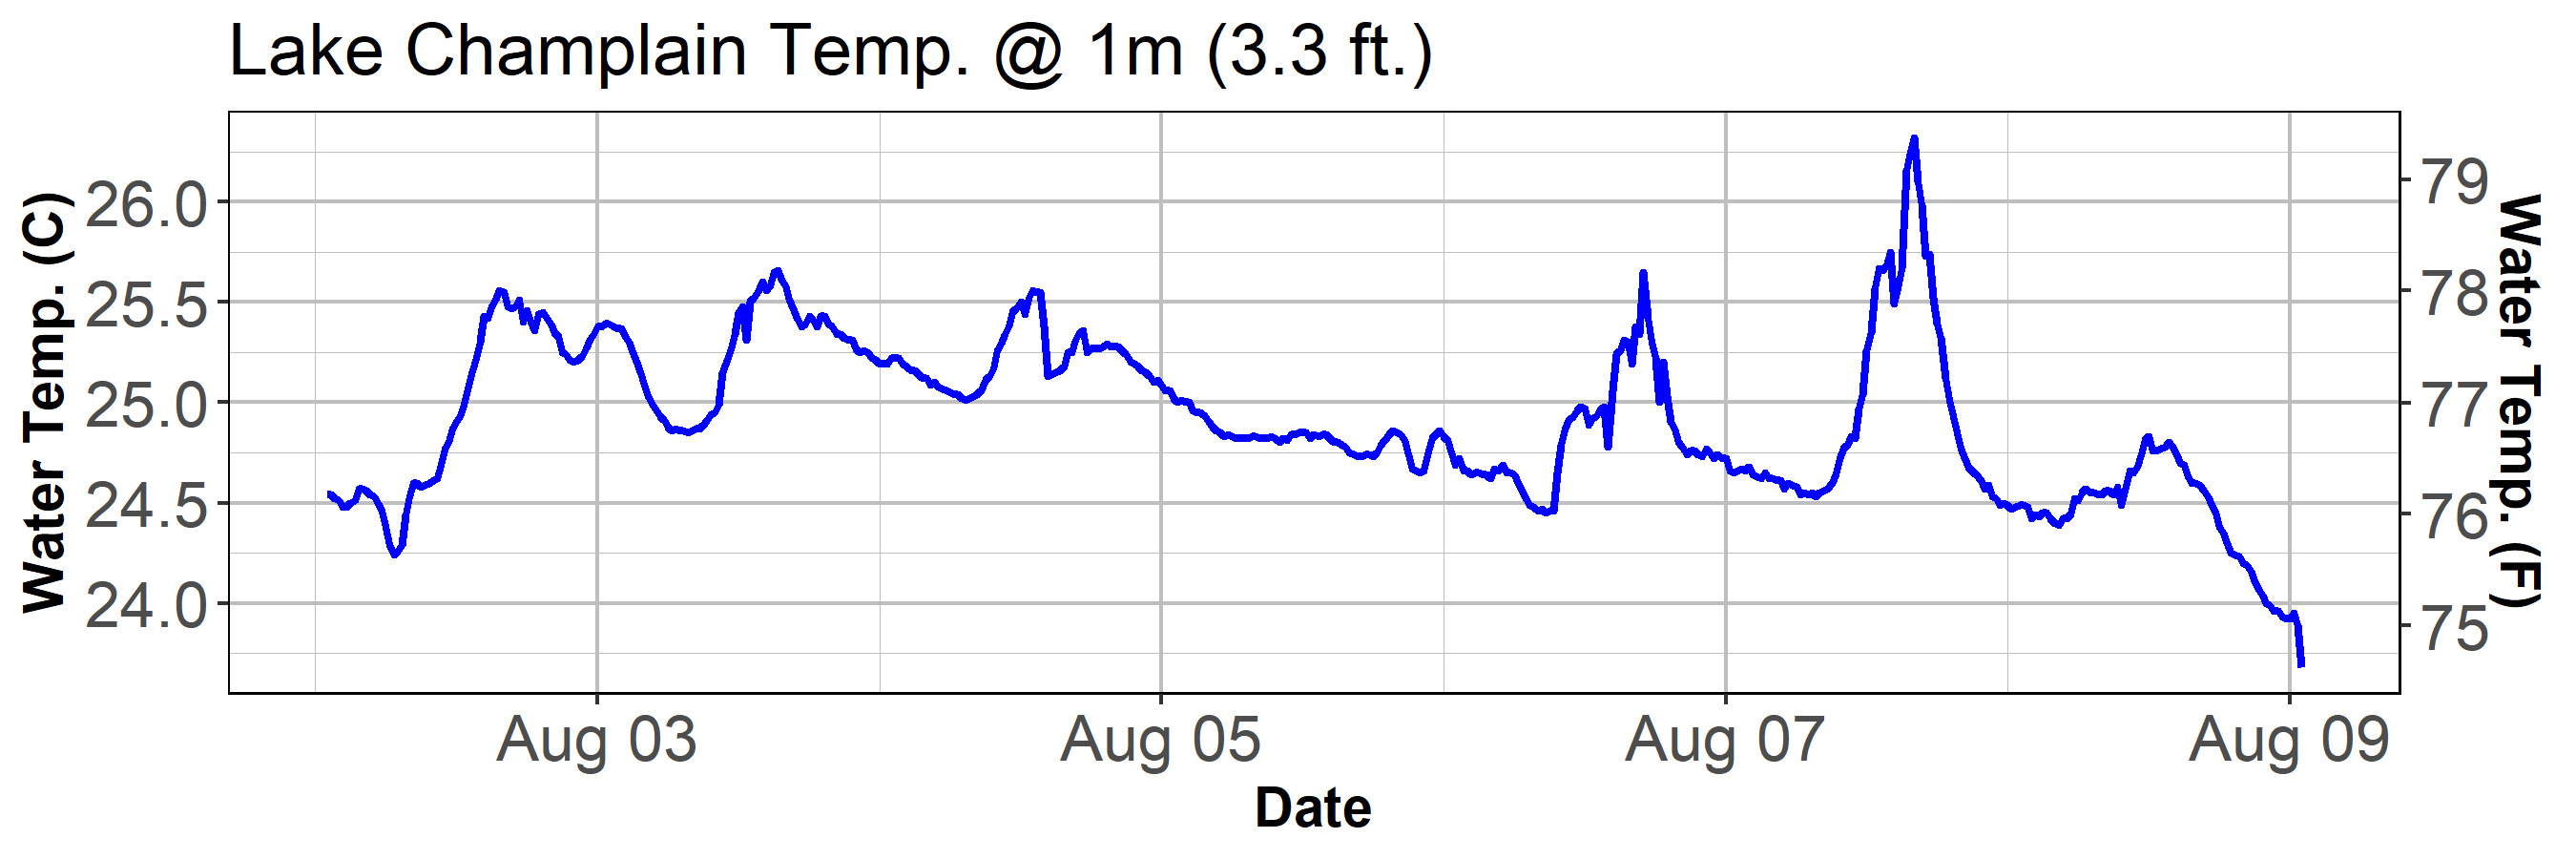 Lake Champlain Temp. @ 1m (3.3 ft.)
Water Temp. (C)
26.0
25.5
25.0
24.5
24.0
79
78
77
76
75
Water Temp. (F)
Aug 03 Aug 05 Aug 07 Aug 09
Date